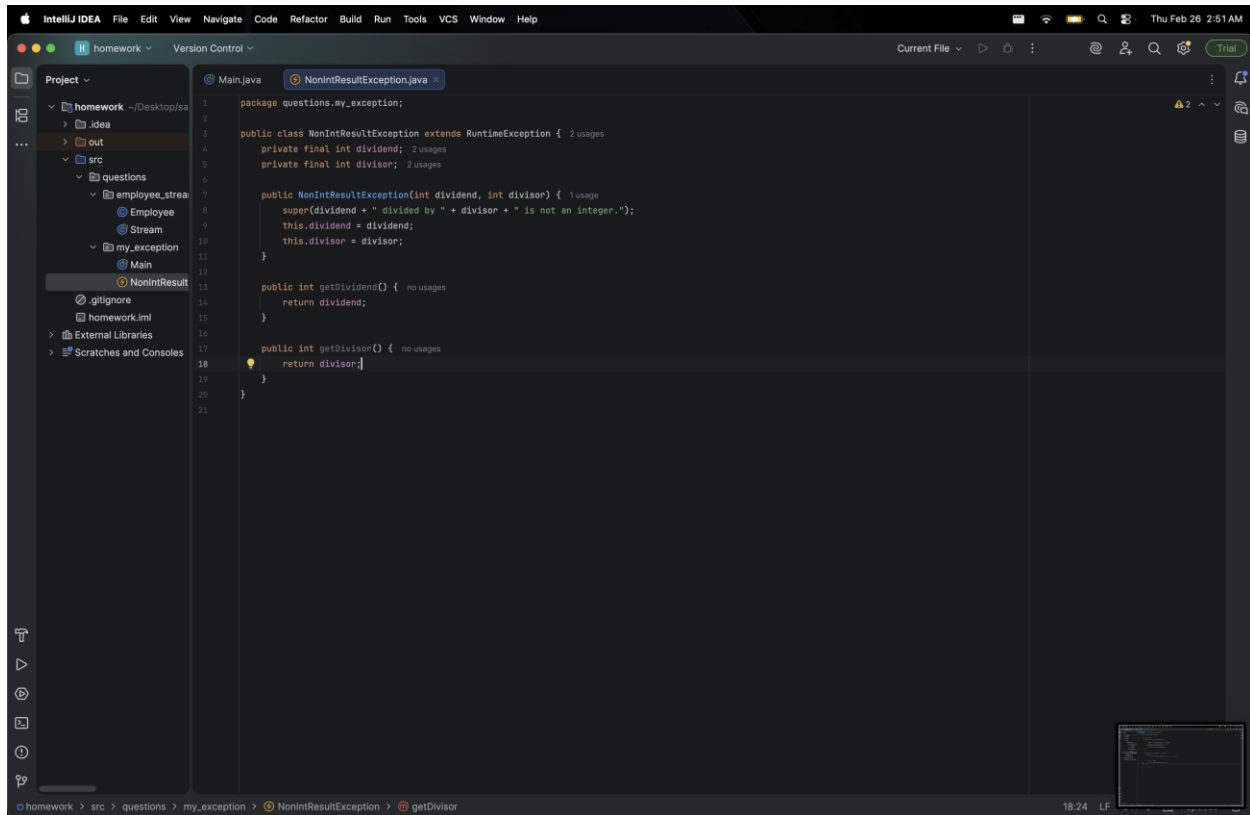 IntelliJ IDEA File Edit View Navigate Code Refactor Build Run Tools VCS Window Help Thu Feb 26 2:51 AM
H homework Version Control Current File Trial
Project Main.java NonIntResultException.java
homework ~/Desktop/sa
.idea
out
src
questions
employee_strea
Employee
Stream
my_exception
Main
NonIntResult
.gitignore
homework.iml
External Libraries
Scratches and Consoles
1 package questions.my_exception; 2
2
3 public class NonIntResultException extends RuntimeException { 2 usages
4 private final int dividend; 2 usages
5 private final int divisor; 2 usages
6
7 public NonIntResultException(int dividend, int divisor) { 1 usage
8 super(dividend + " divided by " + divisor + " is not an integer.");
9 this.dividend = dividend;
10 this.divisor = divisor;
11 }
12
13 public int getDividend() { no usages
14 return dividend;
15 }
16
17 public int getDivisor() { no usages
18 return divisor;
19 }
20 }
21
homework > src > questions > my_exception > NonIntResultException > getDivisor 18:24 LF